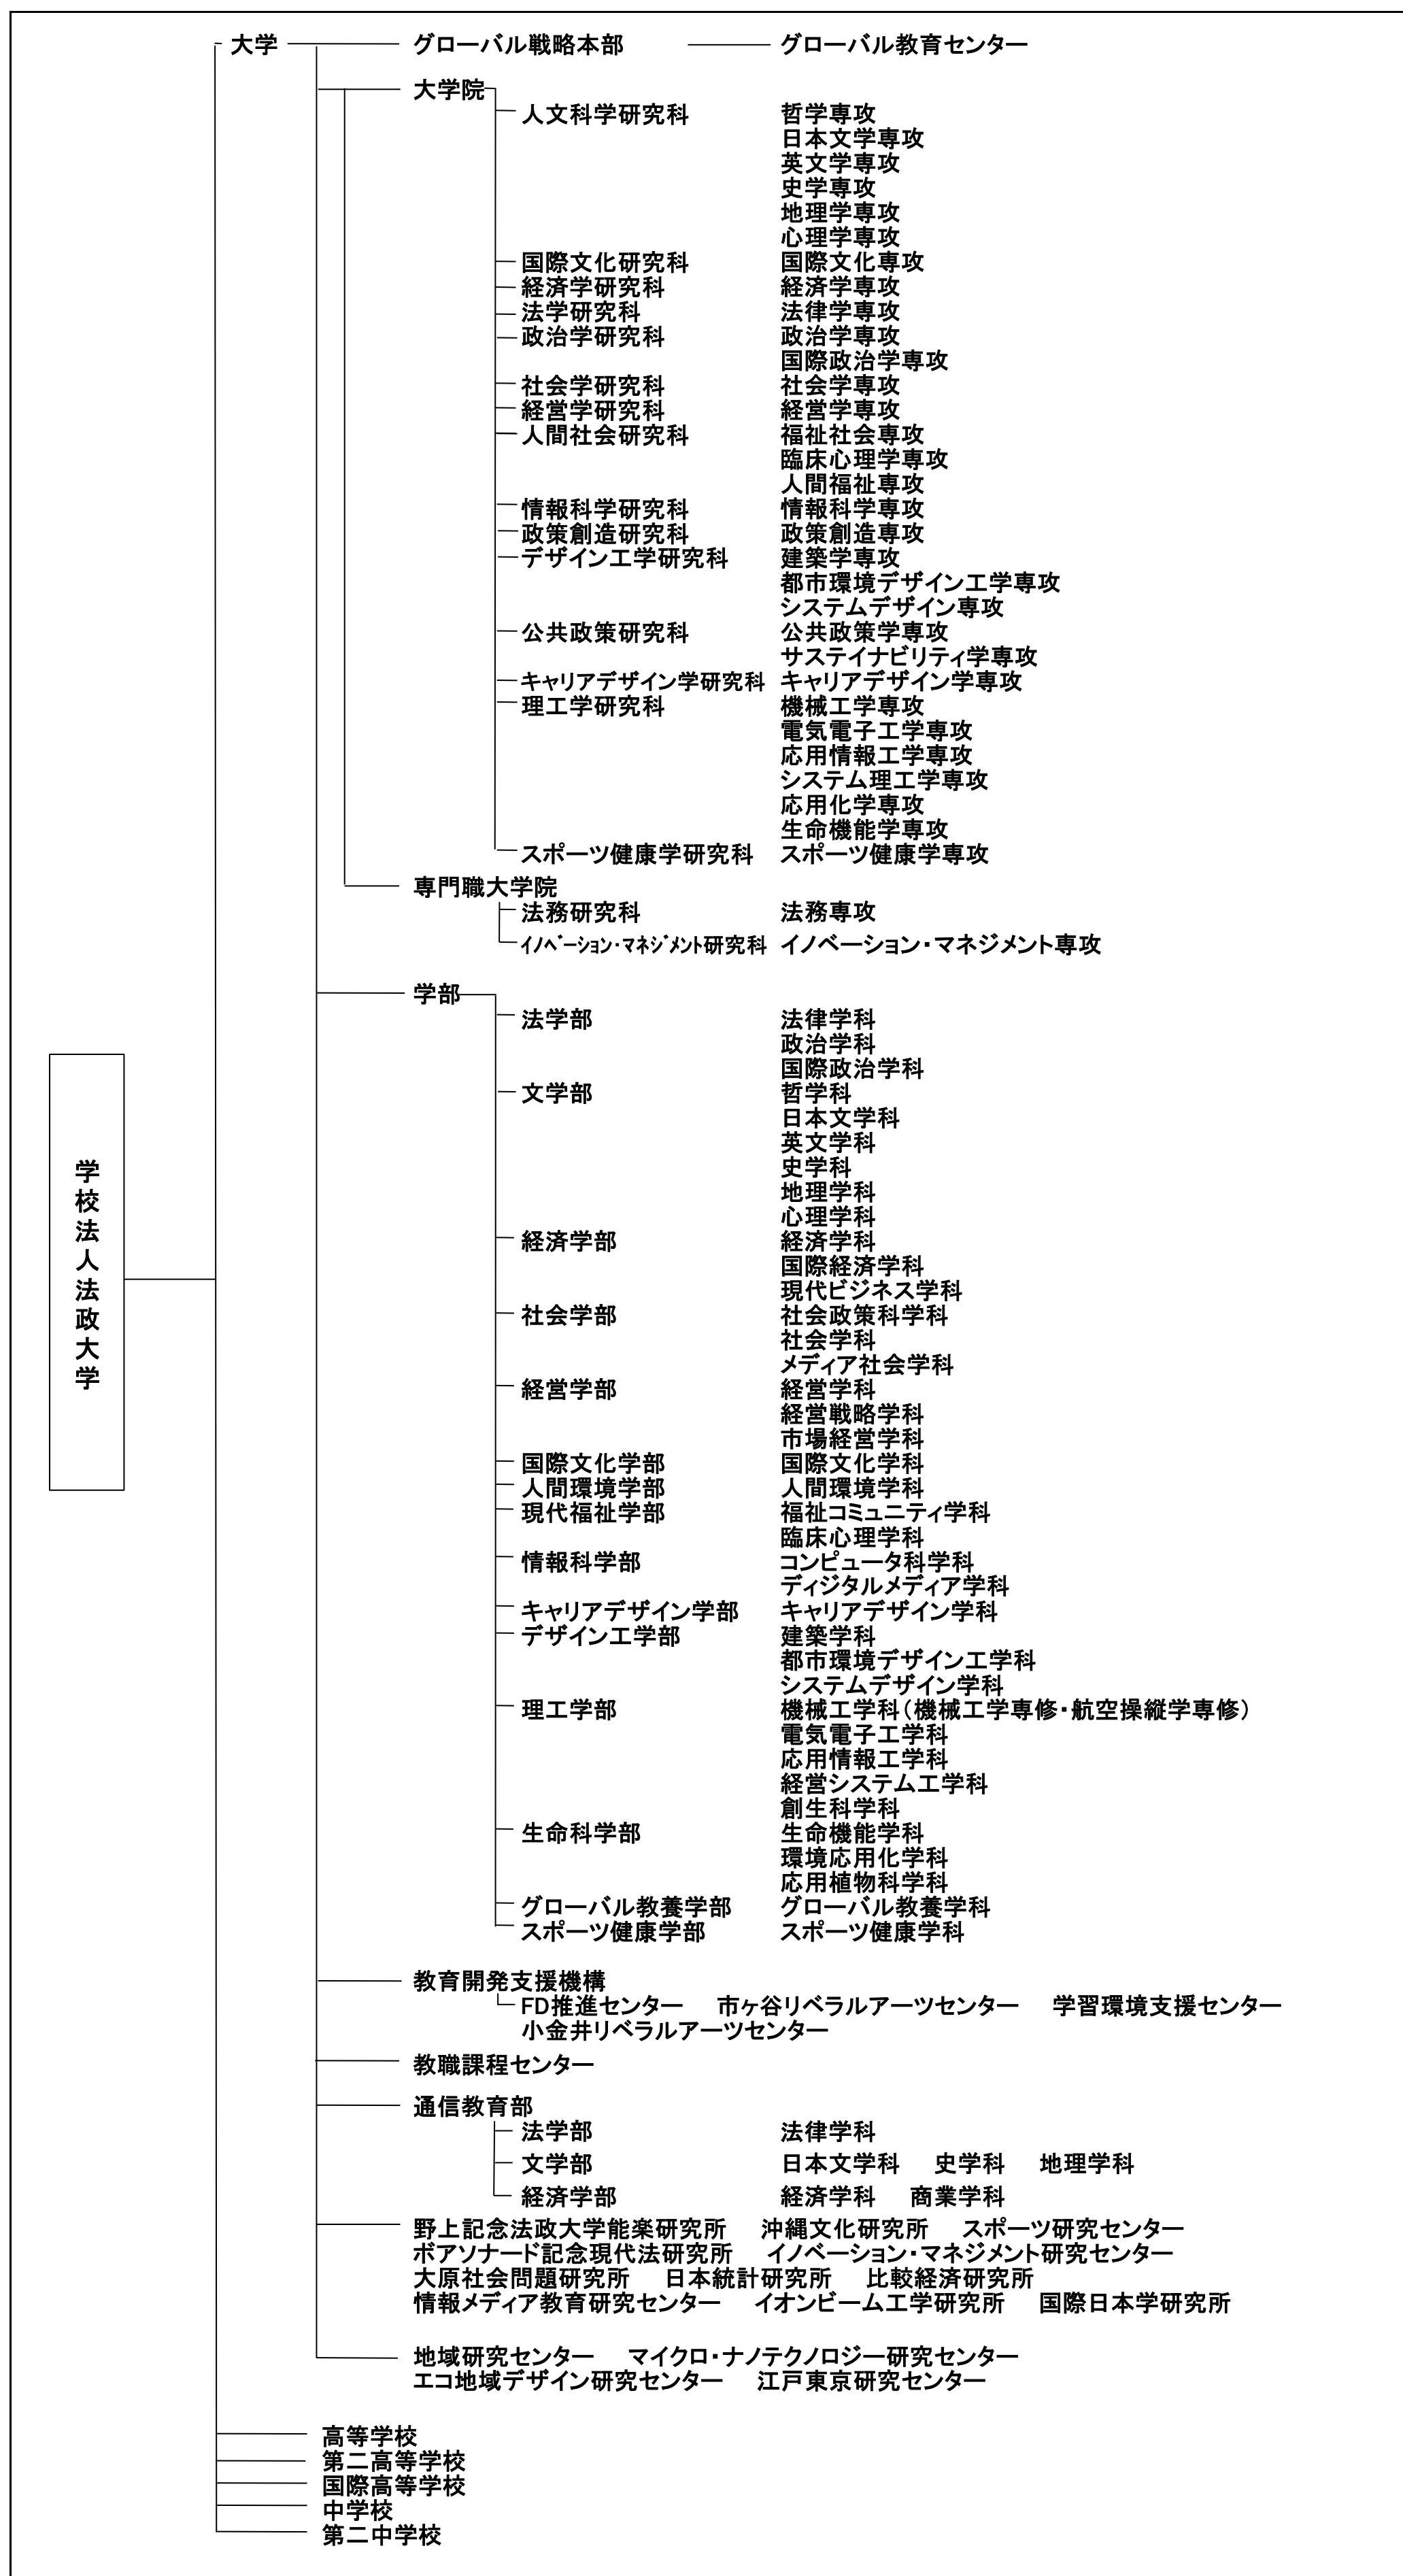 大学 グローバル戦略本部 グローバル教育センター
大学院
人文科学研究科 哲学専攻
日本文学専攻
英文学専攻
史学専攻
地理学専攻
心理学専攻
国際文化研究科 国際文化専攻
経済学研究科 経済学専攻
法学研究科 法律学専攻
政治学研究科 政治学専攻
国際政治学専攻
社会学研究科 社会学専攻
経営学研究科 経営学専攻
人間社会研究科 福祉社会専攻
臨床心理学専攻
人間福祉専攻
情報科学研究科 情報科学専攻
政策創造研究科 政策創造専攻
デザイン工学研究科 建築学専攻
都市環境デザイン工学専攻
システムデザイン専攻
公共政策研究科 公共政策学専攻
サステイナビリティ学専攻
キャリアデザイン学研究科 キャリアデザイン学専攻
理工学研究科 機械工学専攻
電気電子工学専攻
応用情報工学専攻
システム理工学専攻
応用化学専攻
生命機能学専攻
スポーツ健康学研究科 スポーツ健康学専攻
専門職大学院
法務研究科 法務専攻
イノベーション・マネジメント研究科 イノベーション・マネジメント専攻
学部
法学部 法律学科
政治学科
国際政治学科
文学部 哲学科
日本文学科
英文学科
史学科
地理学科
心理学科
経済学部 経済学科
国際経済学科
現代ビジネス学科
社会学部 社会政策科学科
社会学科
メディア社会学科
経営学部 経営学科
経営戦略学科
市場経営学科
国際文化学部 国際文化学科
人間環境学部 人間環境学科
現代福祉学部 福祉コミュニティ学科
臨床心理学科
情報科学部 コンピュータ科学科
ディジタルメディア学科
キャリアデザイン学部 キャリアデザイン学科
デザイン工学部 建築学科
都市環境デザイン工学科
システムデザイン学科
理工学部 機械工学科（機械工学専修・航空操縦学専修）
電気電子工学科
応用情報工学科
経営システム工学科
創生科学科
生命科学部 生命機能学科
環境応用化学科
応用植物科学科
グローバル教養学部 グローバル教養学科
スポーツ健康学部 スポーツ健康学科
学校法人法政大学
教育開発支援機構
FD推進センター 市ヶ谷リベラルアーツセンター 学習環境支援センター
小金井リベラルアーツセンター
教職課程センター
通信教育部
法学部 法律学科
文学部 日本文学科 史学科 地理学科
経済学部 経済学科 商業学科
野上記念法政大学能楽研究所 沖縄文化研究所 スポーツ研究センター
ボアソナード記念現代法研究所 イノベーション・マネジメント研究センター
大原社会問題研究所 日本統計研究所 比較経済研究所
情報メディア教育研究センター イオンビーム工学研究所 国際日本学研究所
地域研究センター マイクロ・ナノテクノロジー研究センター
エコ地域デザイン研究センター 江戸東京研究センター
高等学校
第二高等学校
国際高等学校
中学校
第二中学校